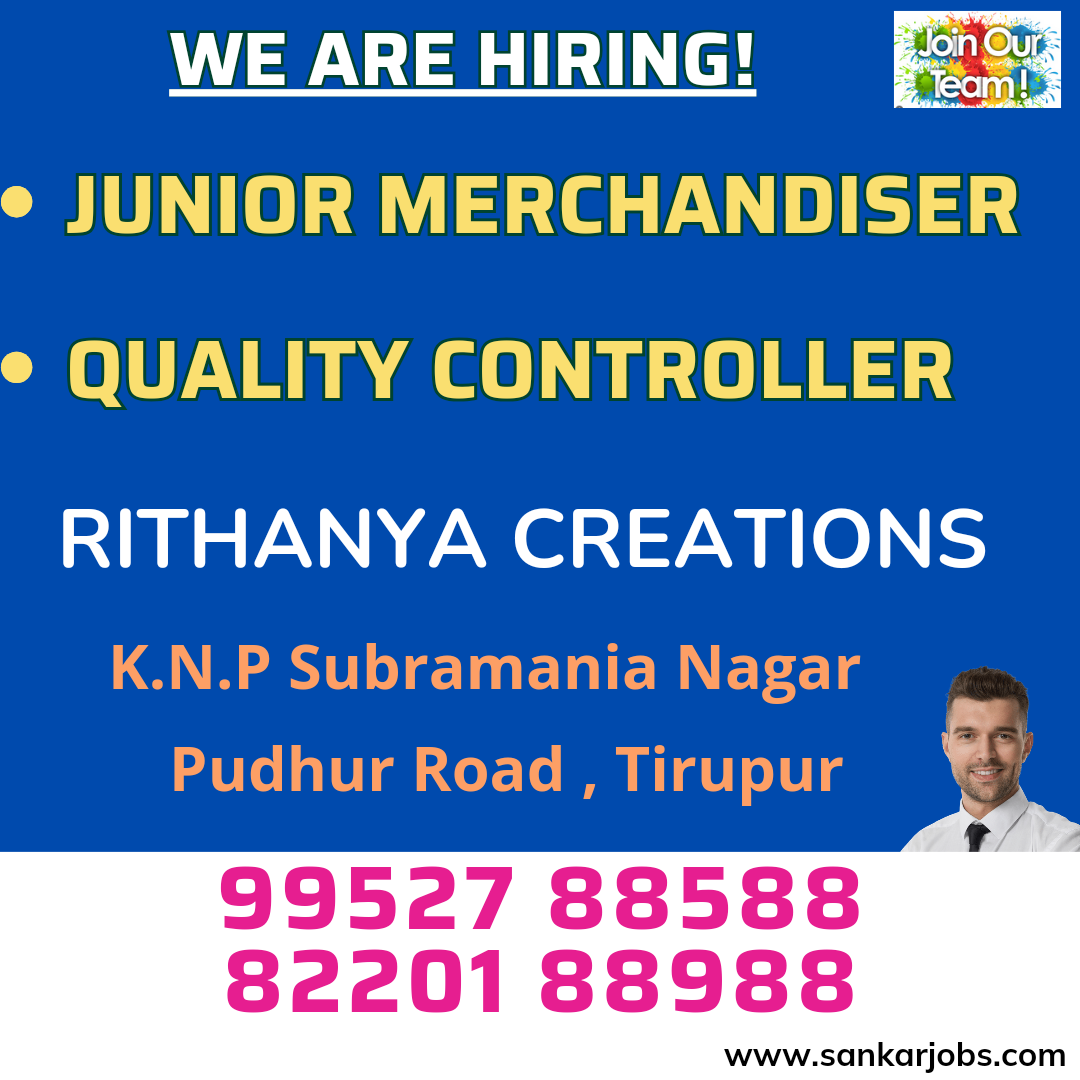 WE ARE HIRING!
Join Our
Team !
• JUNIOR MERCHANDISER
• QUALITY CONTROLLER
RITHANYA CREATIONS
K.N.P Subramania Nagar
Pudhur Road , Tirupur
99527 88588
82201 88988
www.sankarjobs.com